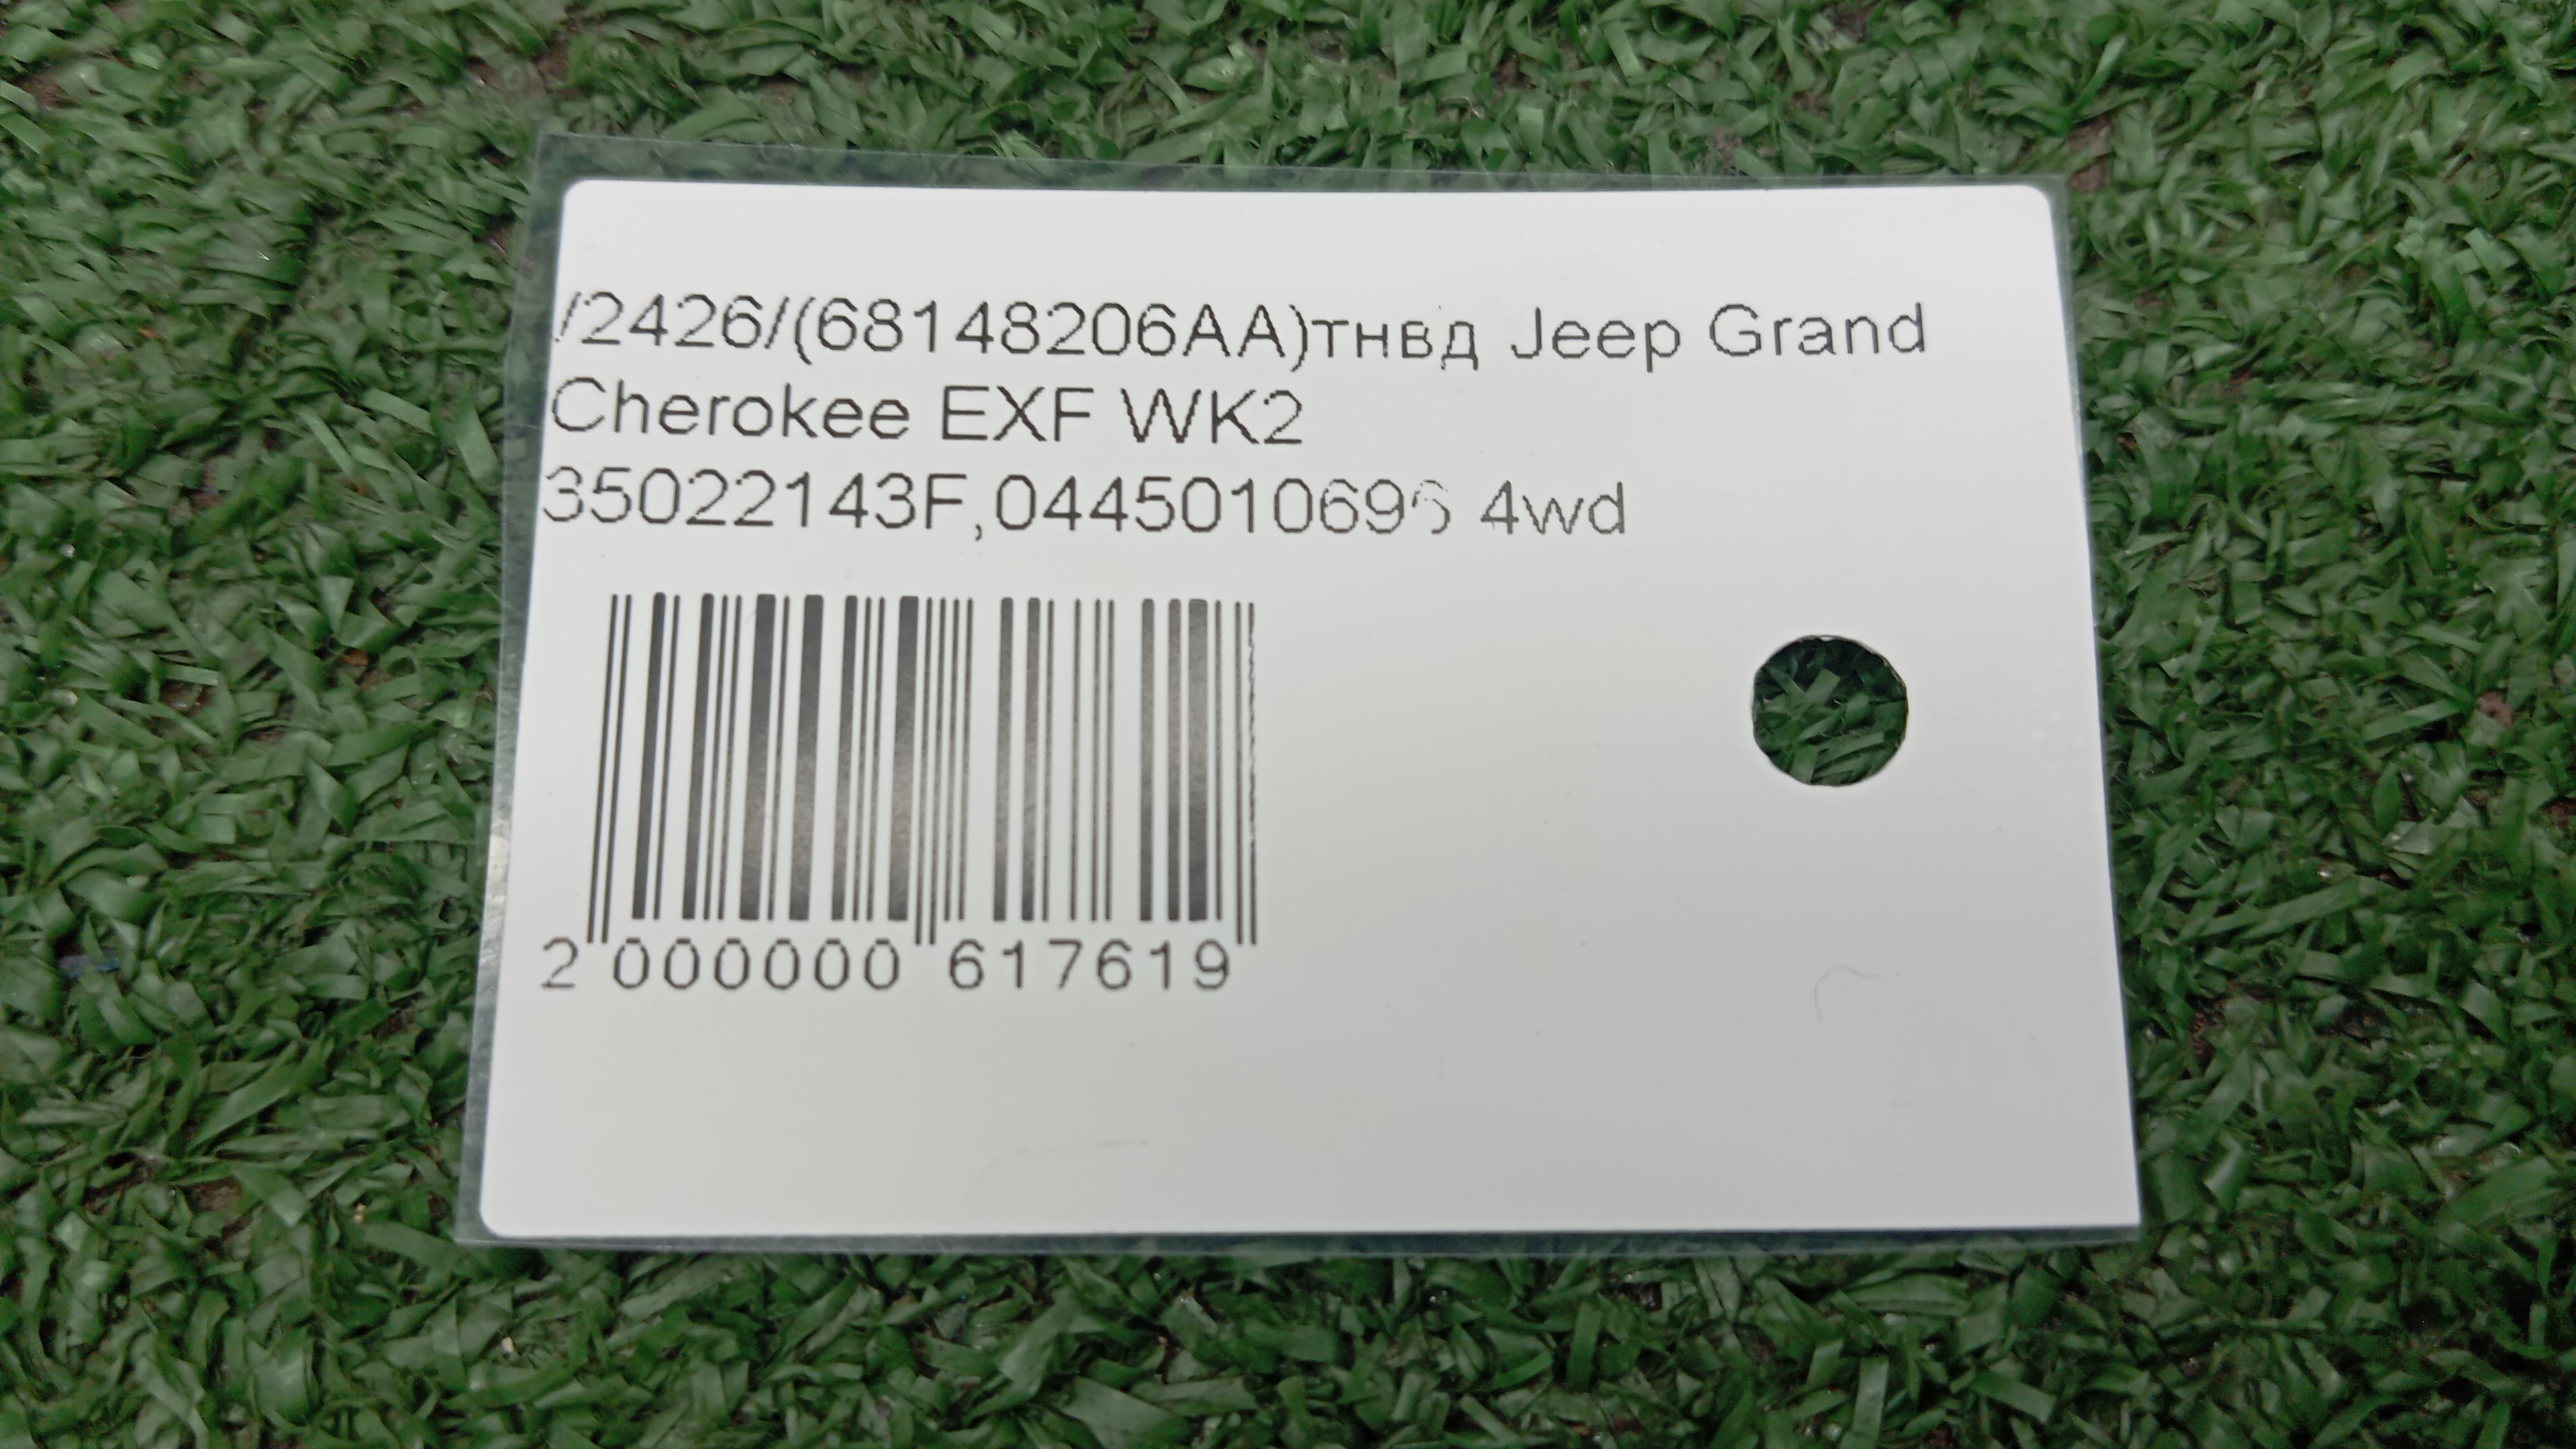 /2426/(68148206AA)тнвд Jeep Grand
Cherokee EXF WK2
35022143F,0445010696 4wd
2 000000 617619